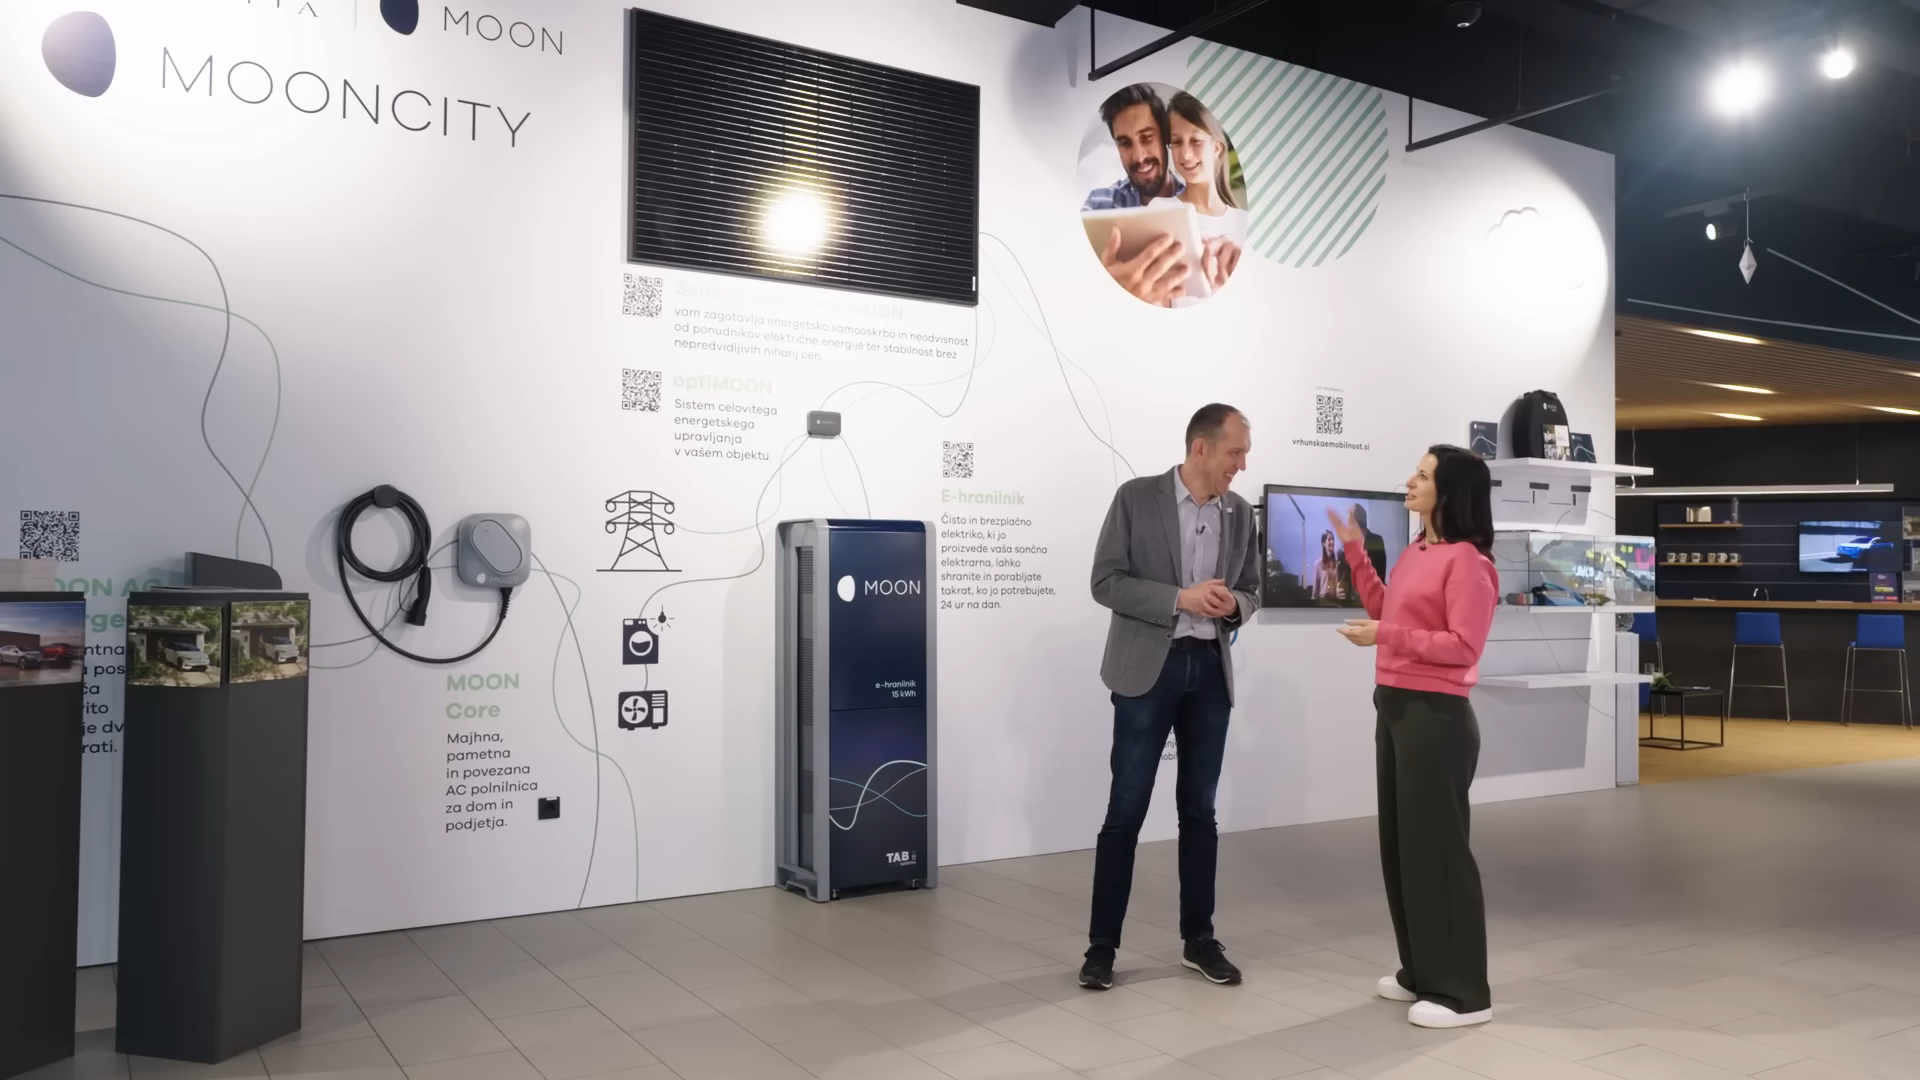 MOON
MOONCITY
vam zagotavlja energetsko samooskrbo in neodvisnost
od ponudnikov električne energije ter stabilnost brez
nepredvidljivih nihanj cen.
optiMOON
Sistem celovitega
energetskega
upravljanja
v vašem objektu.
vrhunskaemobilnost.si
E-hranilnik
Čisto in brezplačno
elektriko, ki jo
proizvede vaša sončna
elektrarna, lahko
shranite in porabljate
takrat, ko jo potrebujete,
24 ur na dan.
MOON
e-hranilnik
15 kWh
TAB
MOON
MOON
Core
Majhna,
pametna
in povezana
AC polnilnica
za dom in
podjetja.